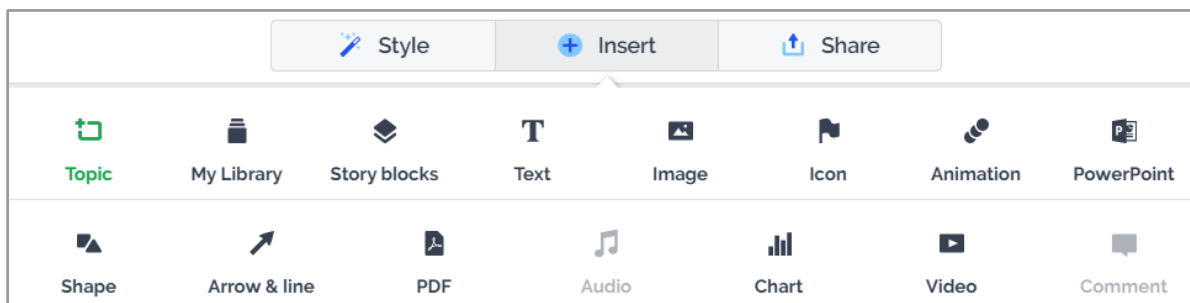 Style Insert Share
Topic My Library Story blocks Text Image Icon Animation PowerPoint
Shape Arrow & line PDF Audio Chart Video Comment